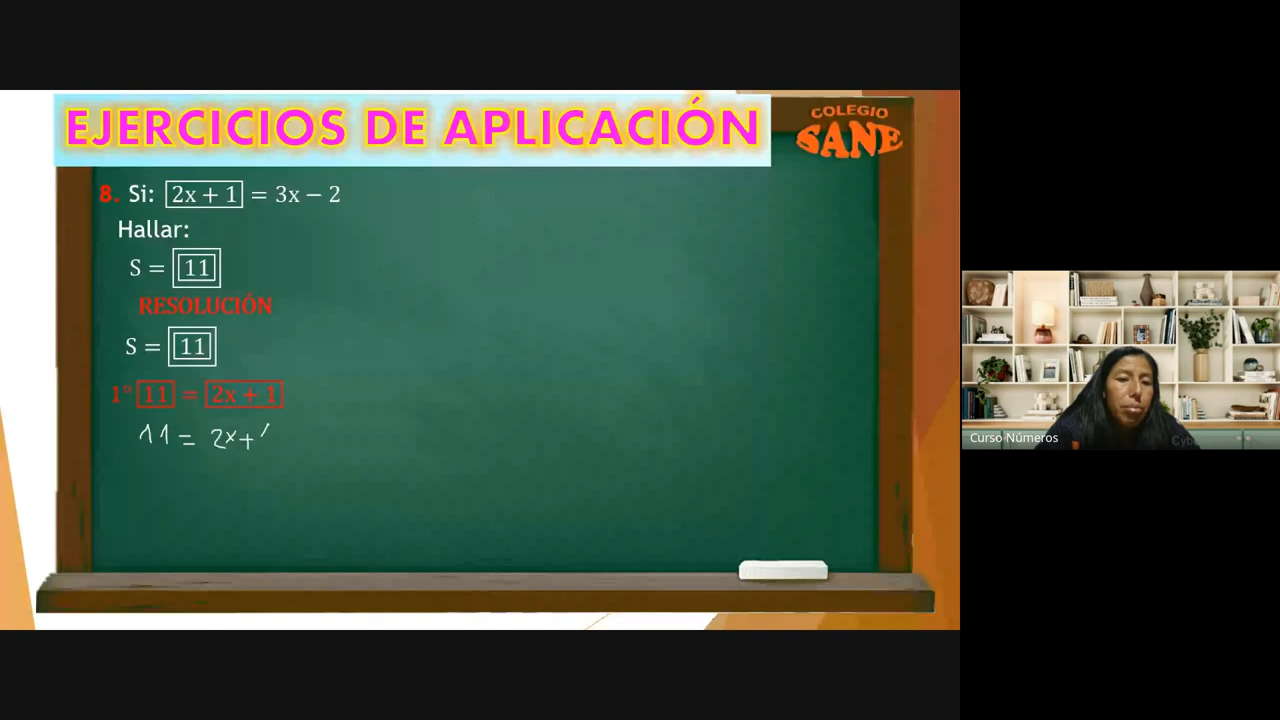 EJERCICIOS DE APLICACIÓN
COLEGIO
SANE
8. Si: 2x + 1 = 3x − 2
Hallar:
S = 11
RESOLUCIÓN
S = 11
1° 11 = 2x + 1
11 = 2x + 1
Curso Números